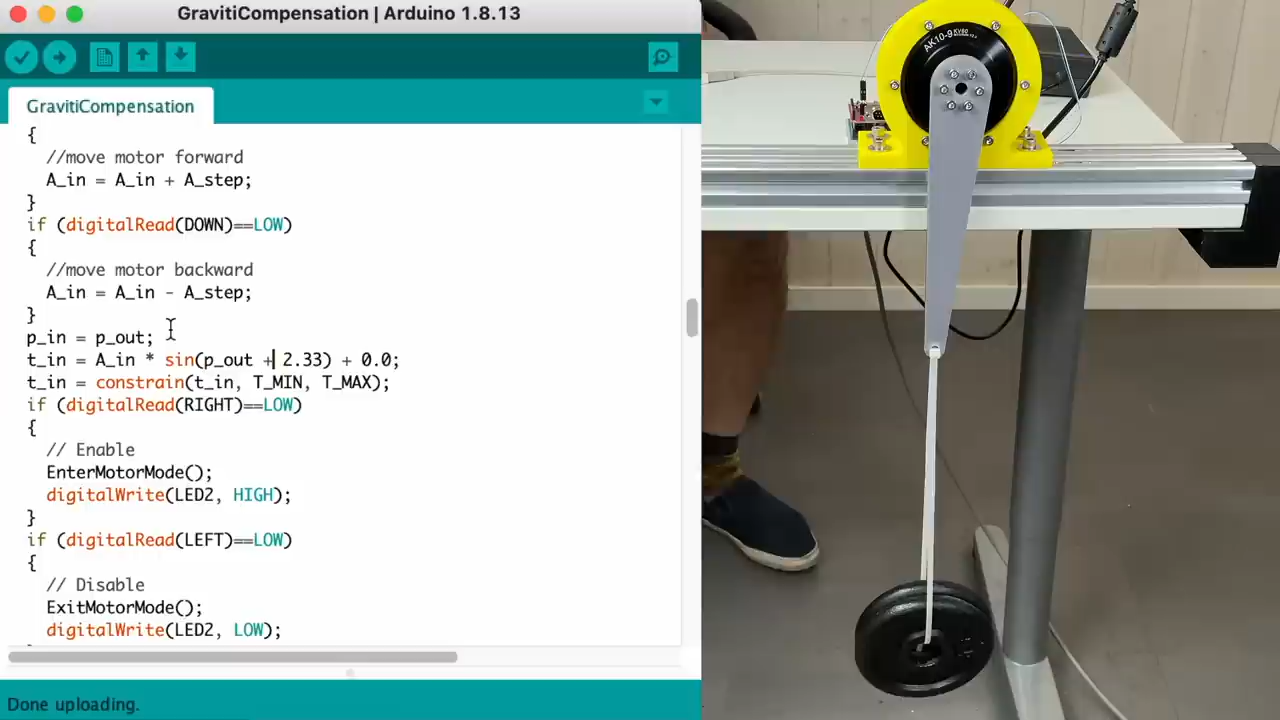 GravitiCompensation | Arduino 1.8.13
GravitiCompensation
{
//move motor forward
A_in = A_in + A_step;
}
if (digitalRead(DOWN)==LOW)
{
//move motor backward
A_in = A_in - A_step;
}
p_in = p_out;
t_in = A_in * sin(p_out + 2.33) + 0.0;
t_in = constrain(t_in, T_MIN, T_MAX);
if (digitalRead(RIGHT)==LOW)
{
// Enable
EnterMotorMode();
digitalWrite(LED2, HIGH);
}
if (digitalRead(LEFT)==LOW)
{
// Disable
ExitMotorMode();
digitalWrite(LED2, LOW);
Done uploading.
AK10-9 KV60